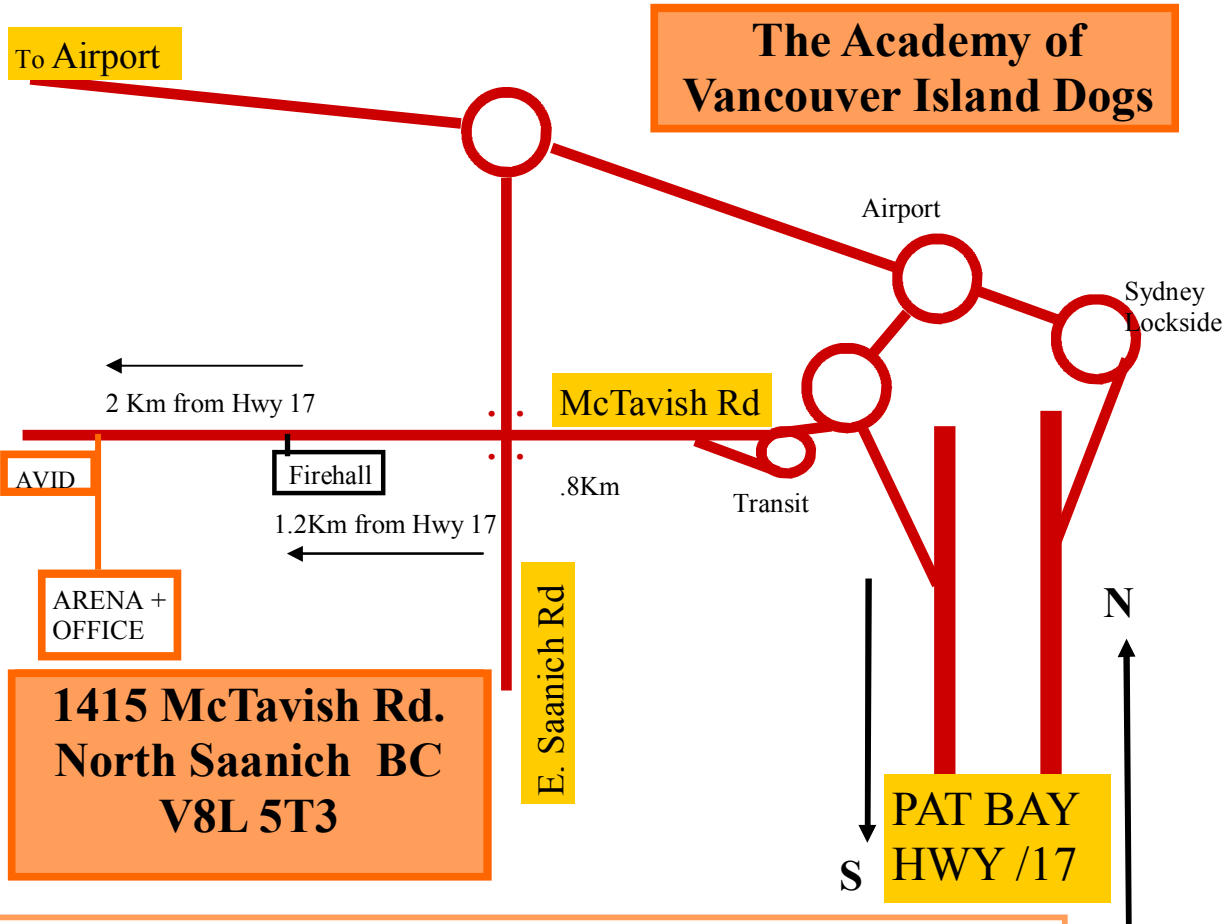 To Airport
The Academy of
Vancouver Island Dogs
Airport
Sydney
Lockside
2 Km from Hwy 17
McTavish Rd
AVID
Firehall
.8Km
Transit
1.2Km from Hwy 17
ARENA +
OFFICE
E. Saanich Rd
N
1415 McTavish Rd.
North Saanich BC
V8L 5T3
PAT BAY
HWY /17
S